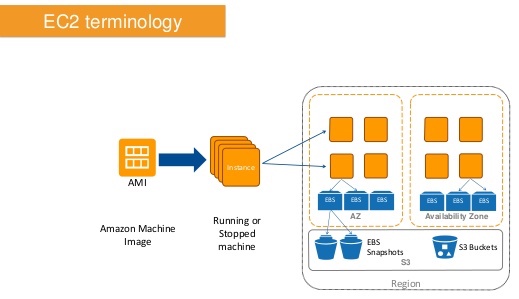 EC2 terminology
AMI
Amazon Machine
Image
Instance
Running or
Stopped
machine
EBS
EBS
EBS
AZ
EBS
EBS
EBS
Availability Zone
EBS
Snapshots
S3 Buckets
S3
Region